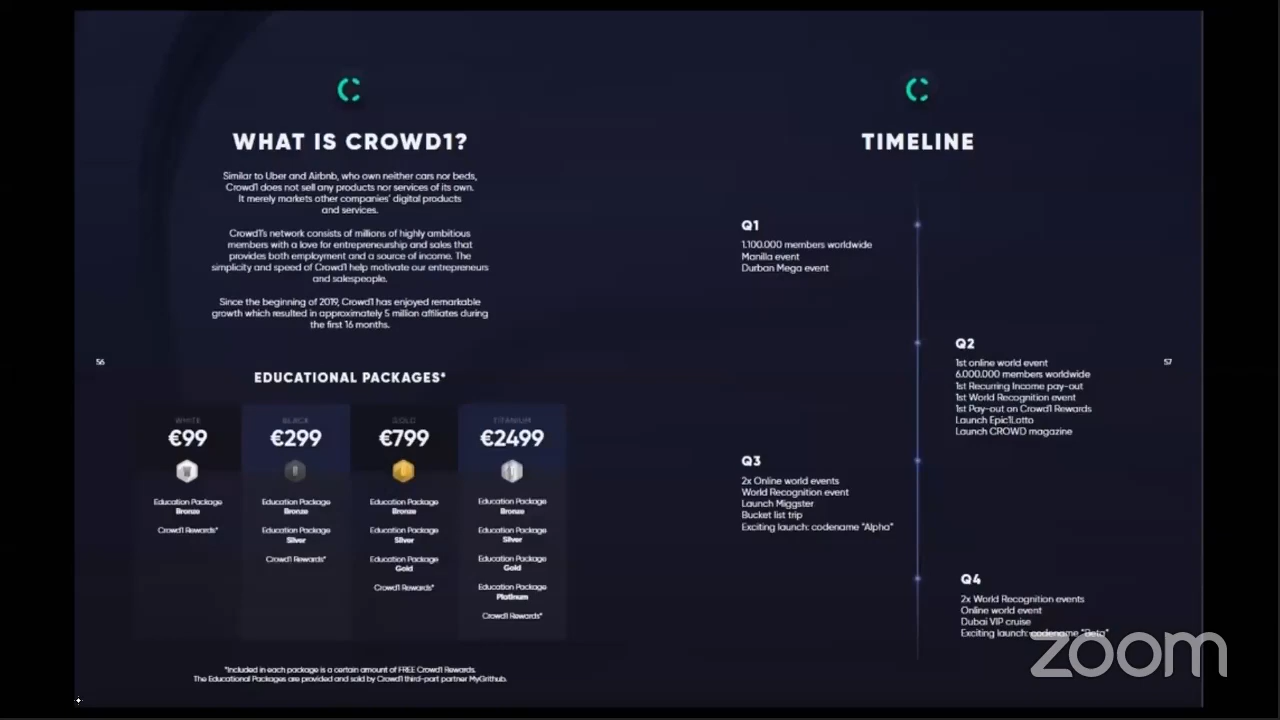 WHAT IS CROWD1?
Similar to Uber and Airbnb, who own neither cars nor beds,
Crowd1 does not sell any products nor services of its own.
It merely markets other companies' digital products
and services.
Crowd1's network consists of millions of highly ambitious
members with a love for entrepreneurship and sales that
provides both employment and a source of income. The
simplicity and speed of Crowd1 help motivate our entrepreneurs
and salespeople.
Since the beginning of 2019, Crowd1 has enjoyed remarkable
growth which resulted in approximately 5 million affiliates during
the first 16 months.
56
EDUCATIONAL PACKAGES*
WHITE
€99
Education Package
Bronze
Crowd1 Rewards*
BLACK
€299
Education Package
Bronze
Education Package
Silver
Crowd1 Rewards*
GOLD
€799
Education Package
Bronze
Education Package
Silver
Education Package
Gold
Crowd1 Rewards*
TITANIUM
€2499
Education Package
Bronze
Education Package
Silver
Education Package
Gold
Education Package
Platinum
Crowd1 Rewards*
*Included in each package is a certain amount of FREE Crowd1 Rewards.
The Educational Packages are provided and sold by Crowd1 third-part partner MyGrithub.
TIMELINE
Q1
1.100.000 members worldwide
Manilla event
Durban Mega event
Q2
1st online world event
6.000.000 members worldwide
1st Recurring Income pay-out
1st World Recognition event
1st Pay-out on Crowd1 Rewards
Launch Epic1Lotto
Launch CROWD magazine
57
Q3
2x Online world events
World Recognition event
Launch Miggster
Bucket list trip
Exciting launch: codename "Alpha"
Q4
2x World Recognition events
Online world event
Dubai VIP cruise
Exciting launch: codename "Beta"
zoom